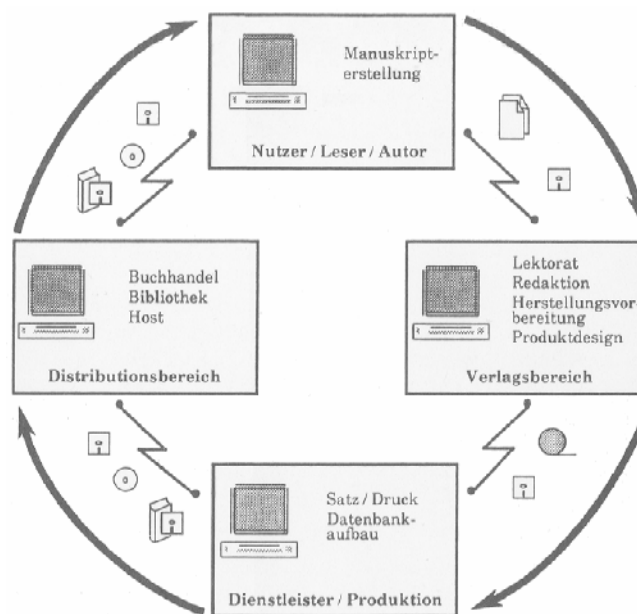 Manuskript-
erstellung
Nutzer / Leser / Autor
Buchhandel
Bibliothek
Host
Distributionsbereich
Lektorat
Redaktion
Herstellungsvor-
bereitung
Produktdesign
Verlagsbereich
Satz / Druck
Datenbank-
aufbau
Dienstleister / Produktion